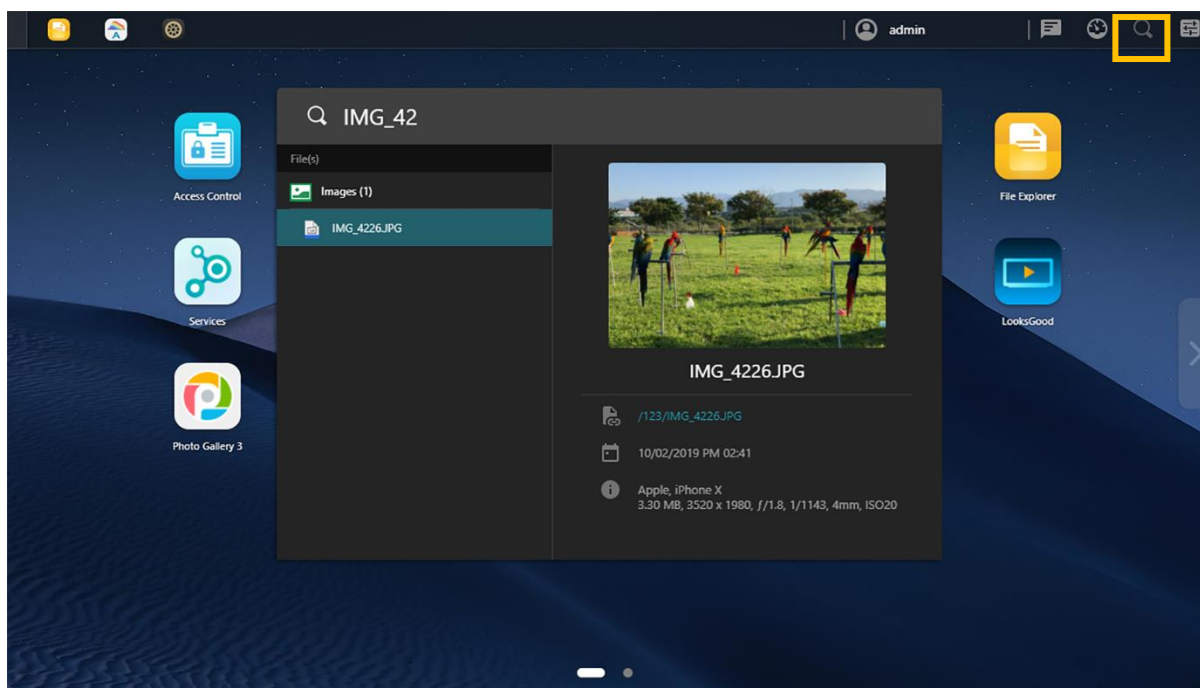 admin
IMG_42
File(s)
Images (1)
IMG_4226.JPG
IMG_4226.JPG
/123/IMG_4226.JPG
10/02/2019 PM 02:41
Apple, iPhone X
3.30 MB, 3520 x 1980, ƒ/1.8, 1/1143, 4mm, ISO20
Access Control
Services
Photo Gallery 3
File Explorer
LooksGood